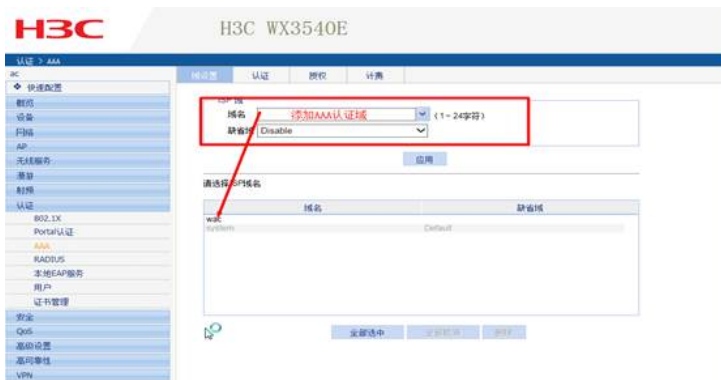 H3C
H3C WX3540E
认证 > AAA
ac
快速配置
概览
设备
网络
AP
无线服务
漫游
射频
认证
802.1X
Portal认证
AAA
RADIUS
本地EAP服务
用户
证书管理
安全
QoS
高级设置
高可靠性
VPN
域设置 认证 授权 计费
ISP 域
域名 添加AAA认证域 (1-24字符)
缺省域 Disable
应用
请选择ISP域名
域名 缺省域
wac
system Default
全部选中 全部取消 删除